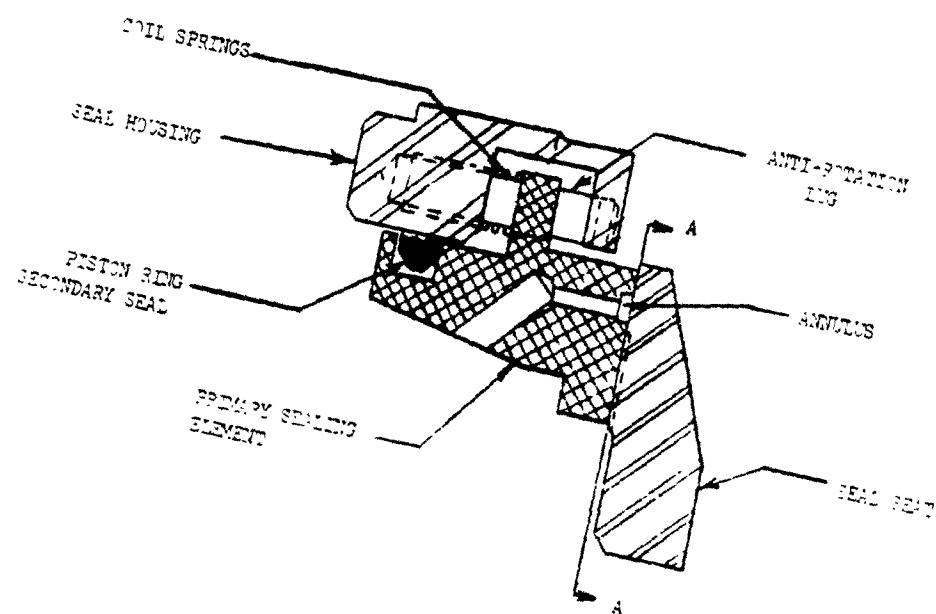 COIL SPRINGS
SEAL HOUSING
ANTI-ROTATION
LUG
A
PISTON RING
SECONDARY SEAL
ANNULUS
PRIMARY SEALING
ELEMENT
SEAL SEAT
A